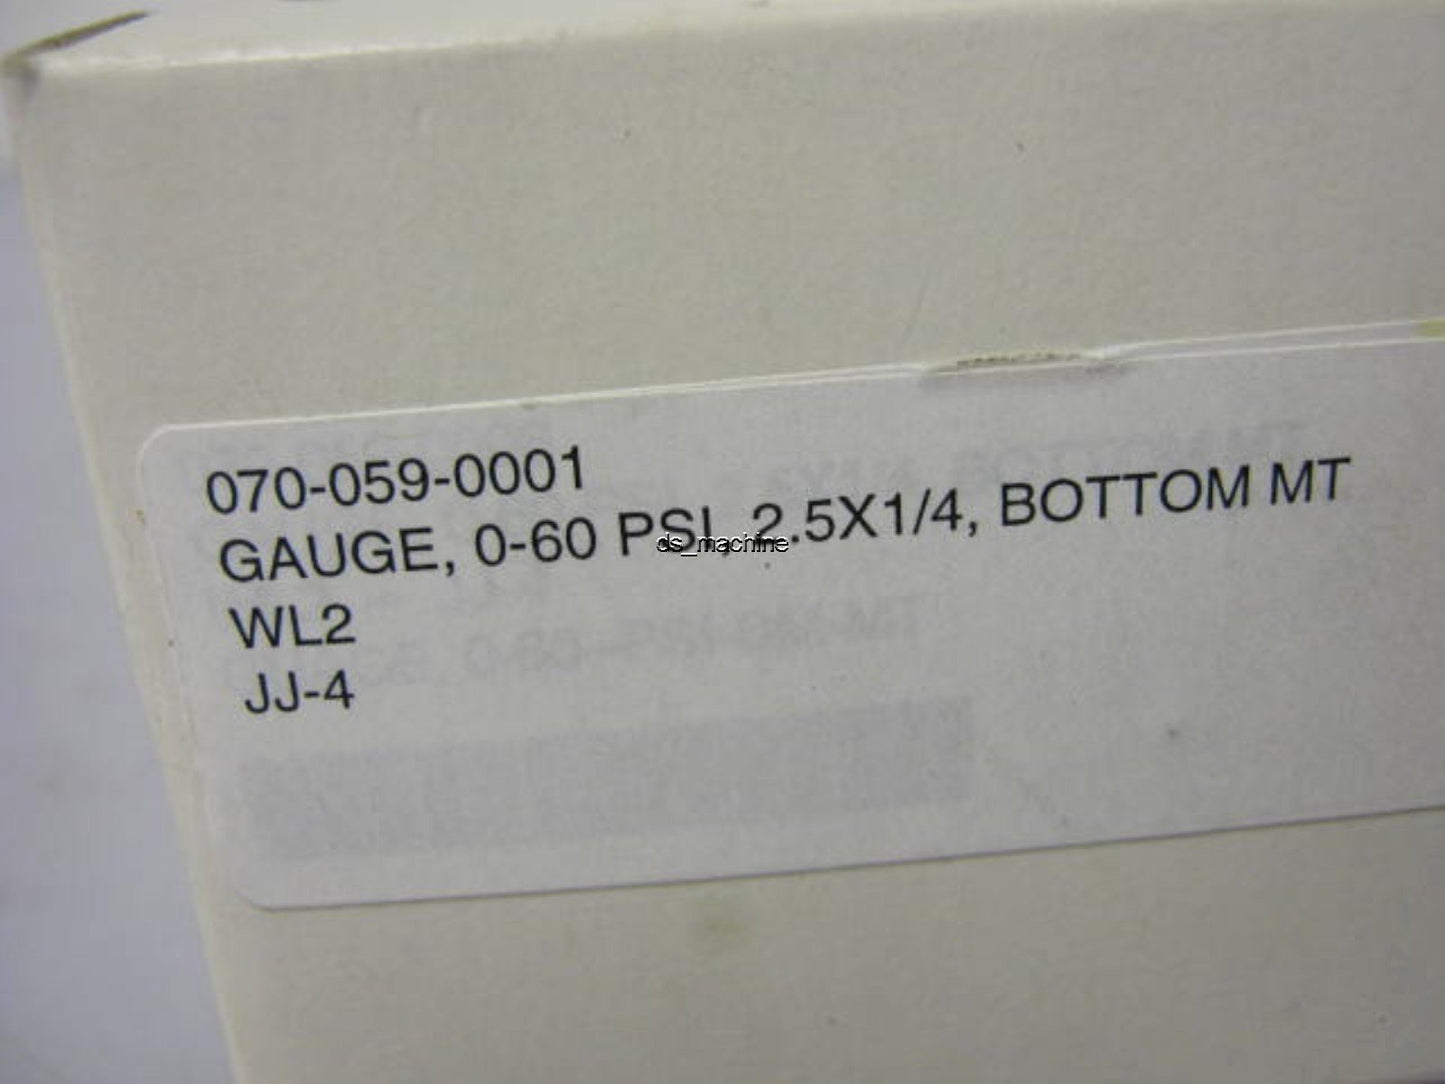 070-059-0001
GAUGE, 0-60 PSI, 2.5X1/4, BOTTOM MT
ds_machine
WL2
JJ-4